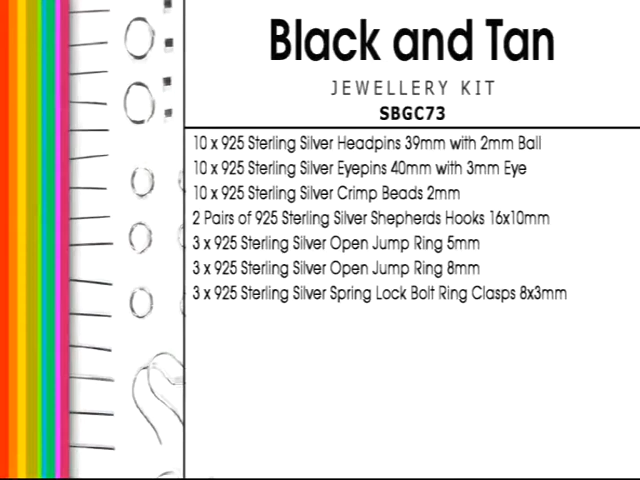 Black and Tan
JEWELLERY KIT
SBGC73
10 x 925 Sterling Silver Headpins 39mm with 2mm Ball
10 x 925 Sterling Silver Eyepins 40mm with 3mm Eye
10 x 925 Sterling Silver Crimp Beads 2mm
2 Pairs of 925 Sterling Silver Shepherds Hooks 16x10mm
3 x 925 Sterling Silver Open Jump Ring 5mm
3 x 925 Sterling Silver Open Jump Ring 8mm
3 x 925 Sterling Silver Spring Lock Bolt Ring Clasps 8x3mm